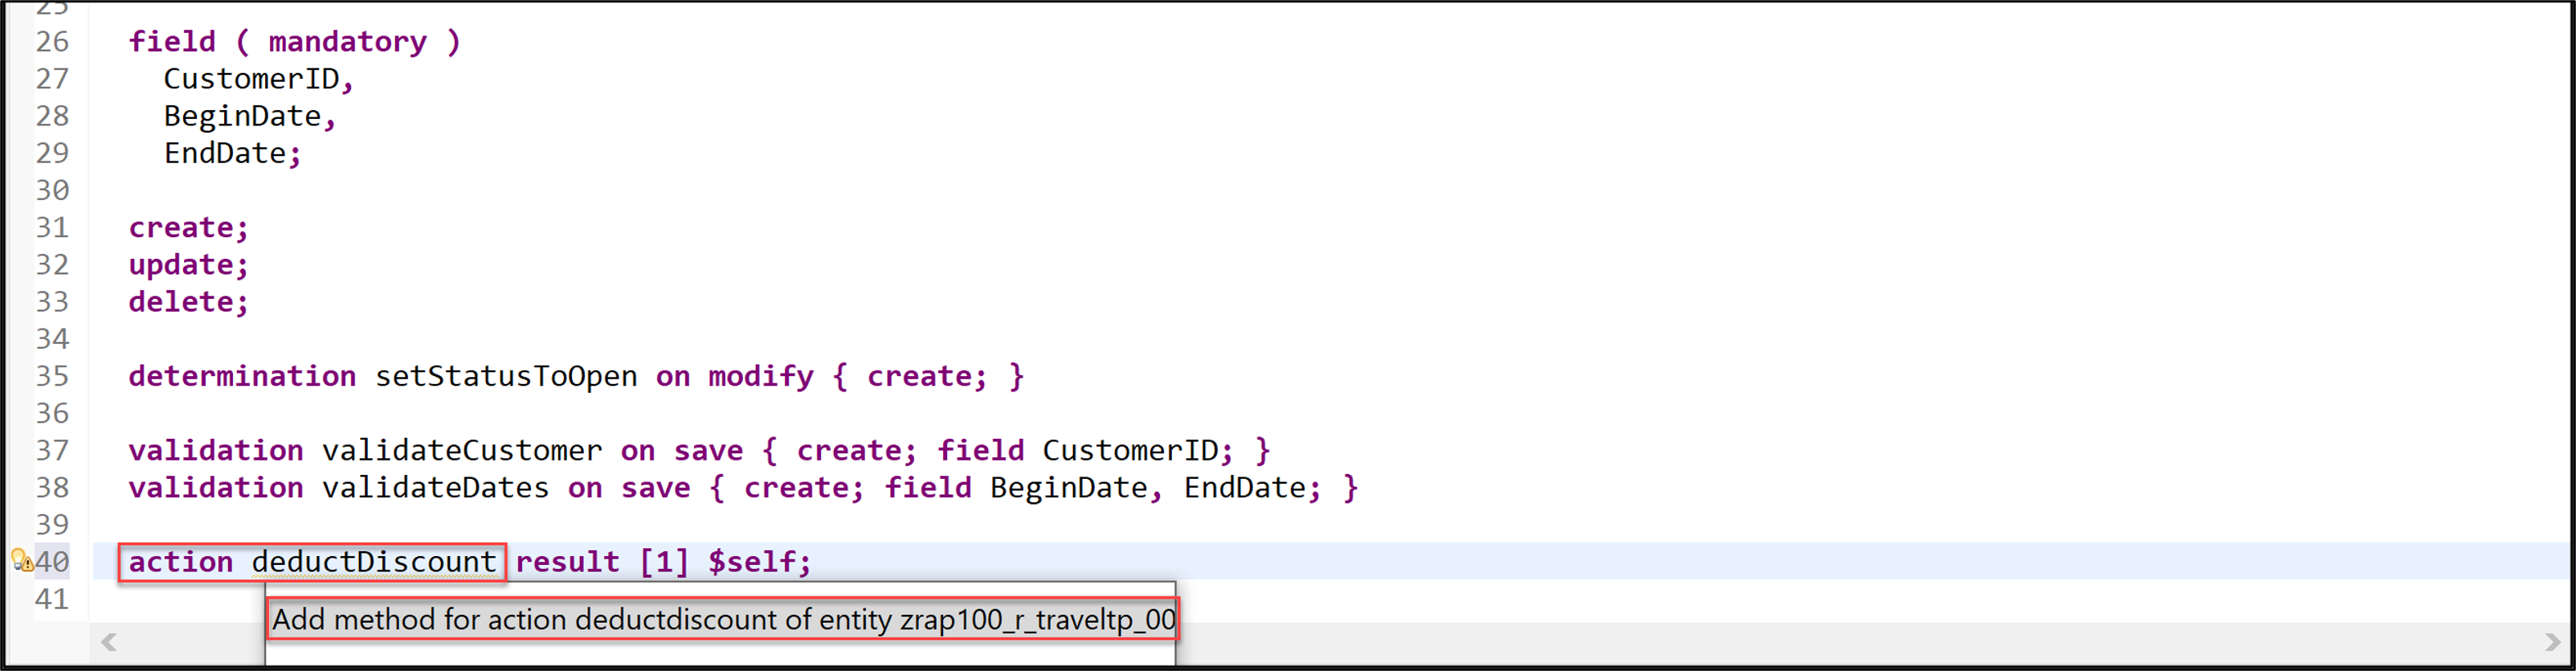 25
26 field ( mandatory )
27 CustomerID,
28 BeginDate,
29 EndDate;
30
31 create;
32 update;
33 delete;
34
35 determination setStatusToOpen on modify { create; }
36
37 validation validateCustomer on save { create; field CustomerID; }
38 validation validateDates on save { create; field BeginDate, EndDate; }
39
40 action deductDiscount result [1] $self;
41
Add method for action deductdiscount of entity zrap100_r_traveltp_00